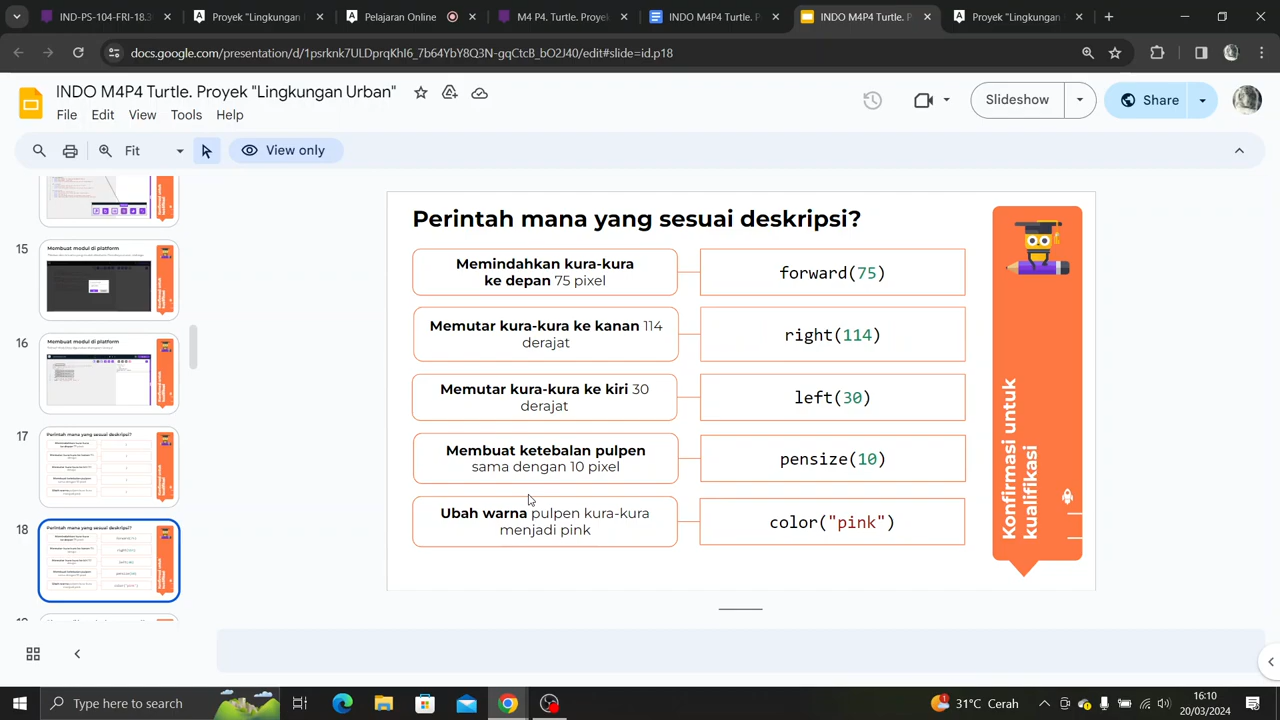 IND-PS-PS-F1-18.3
Proyek "Lingkungan
Pelajaran Online
M4. Turtle. Proyek
INDO M4P4 Turtle. P
INDO M4P4 Turtle. P
Proyek "Lingkungan
docs.google.com/presentation/d/1psrknk7ULDprqKhI6_7b64YbY8Q3N-gqCtcB_bO2J40/edit#slide=id.p18
INDO M4P4 Turtle. Proyek "Lingkungan Urban"
File Edit View Tools Help
Slideshow
Share
Fit
View only
15
Membuat modul di platform
16
Membuat modul di platform
17
Perintah mana yang sesuai deskripsi?
18
Perintah mana yang sesuai deskripsi?
Perintah mana yang sesuai deskripsi?
Memindahkan kura-kura
ke depan 75 pixel
forward(75)
Memutar kura-kura ke kanan 114
derajat
right(114)
Memutar kura-kura ke kiri 30
derajat
left(30)
Membuat ketebalan pulpen
sama dengan 10 pixel
pensize(10)
Ubah warna pulpen kura-kura
jadi pink
color("pink")
Konfirmasi untuk
kualifikasi
Type here to search
31°C Cerah
16:10
20/03/2024